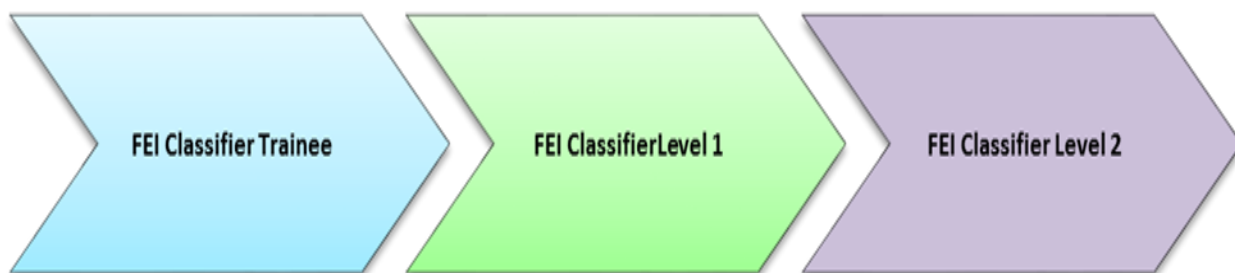 FEI Classifier Trainee
FEI ClassifierLevel 1
FEI Classifier Level 2